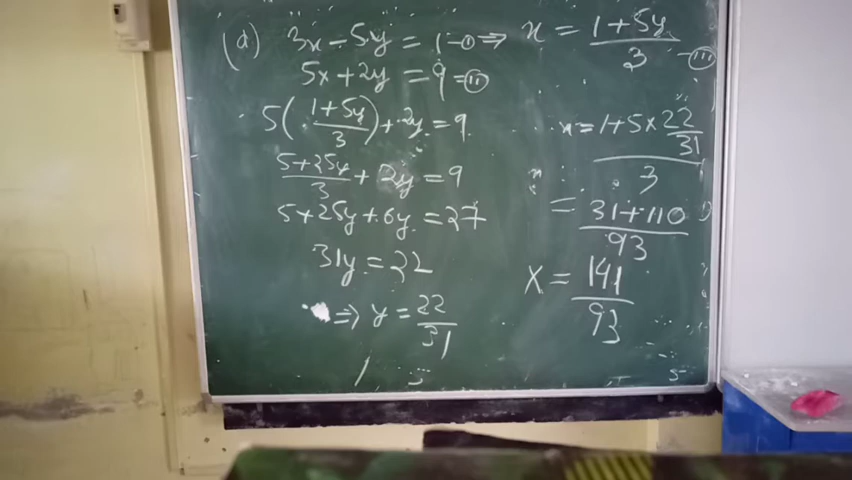 (d) 3x - 5y = 1 -① ⇒ x = (1+5y)/3 -(iii)
5x + 2y = 9 -(ii)
5((1+5y)/3) + 2y = 9
(5+25y)/3 + 2y = 9
5+25y+6y = 27
31y = 22
⇒ y = 22/31
x = (1+5×22/31)/3
x
= (31+110)/93
X = 141/93